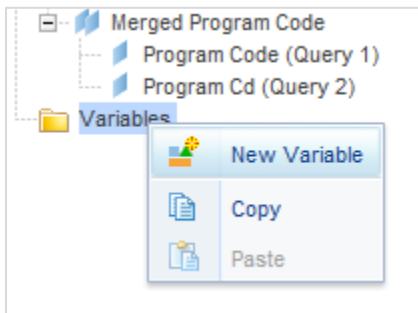 Merged Program Code
Program Code (Query 1)
Program Cd (Query 2)
Variables
New Variable
Copy
Paste